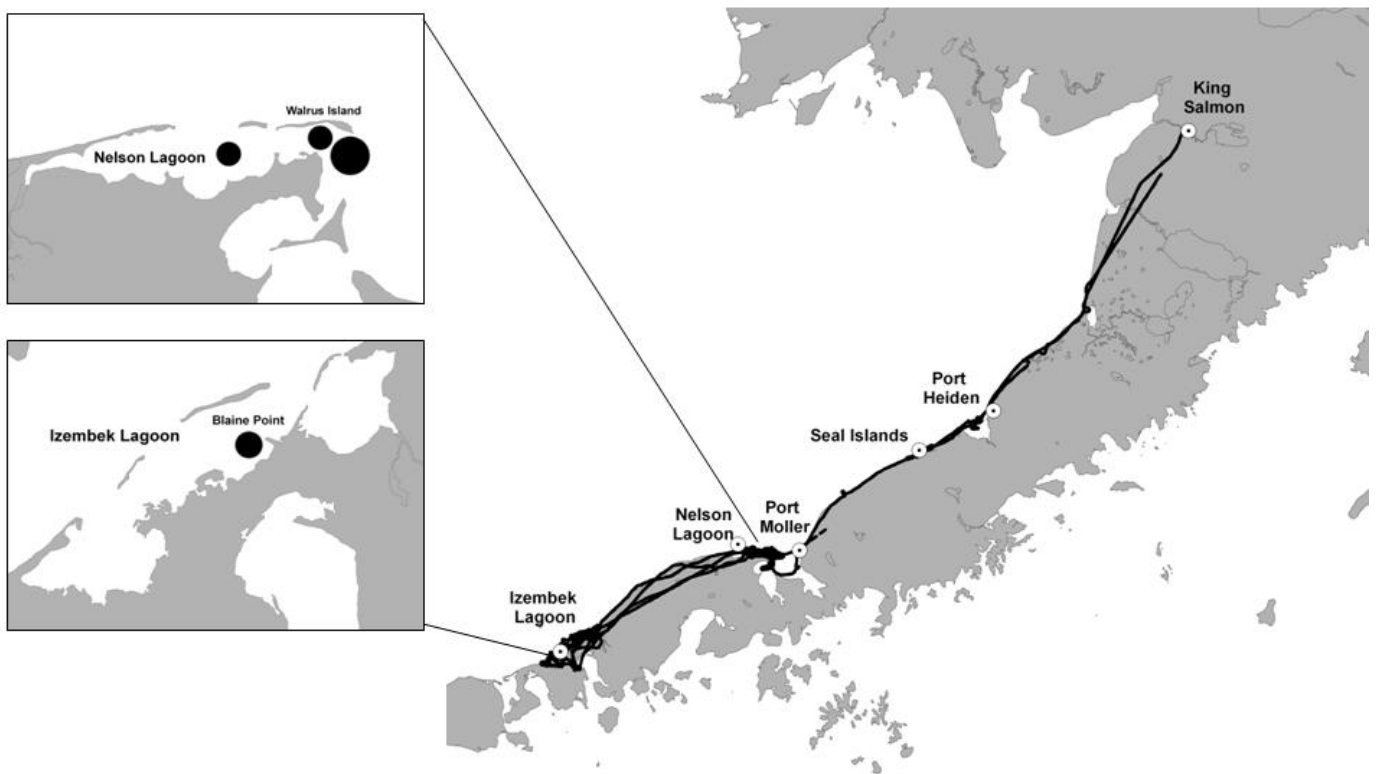 Walrus Island
Nelson Lagoon
Blaine Point
Izembek Lagoon
King
Salmon
Port
Heiden
Seal Islands
Port
Moller
Nelson
Lagoon
Izembek
Lagoon